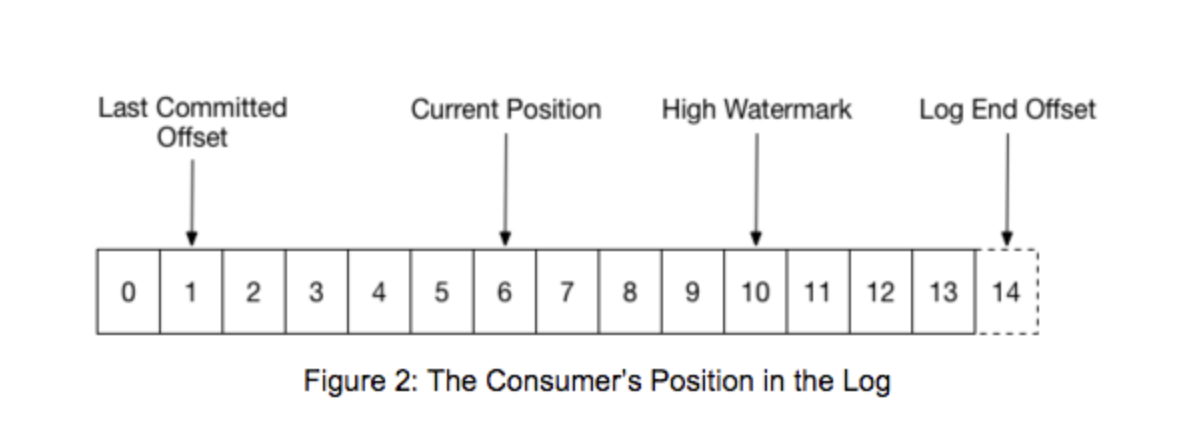 Last Committed
Offset
Current Position
High Watermark
Log End Offset
0 1 2 3 4 5 6 7 8 9 10 11 12 13 14
Figure 2: The Consumer's Position in the Log